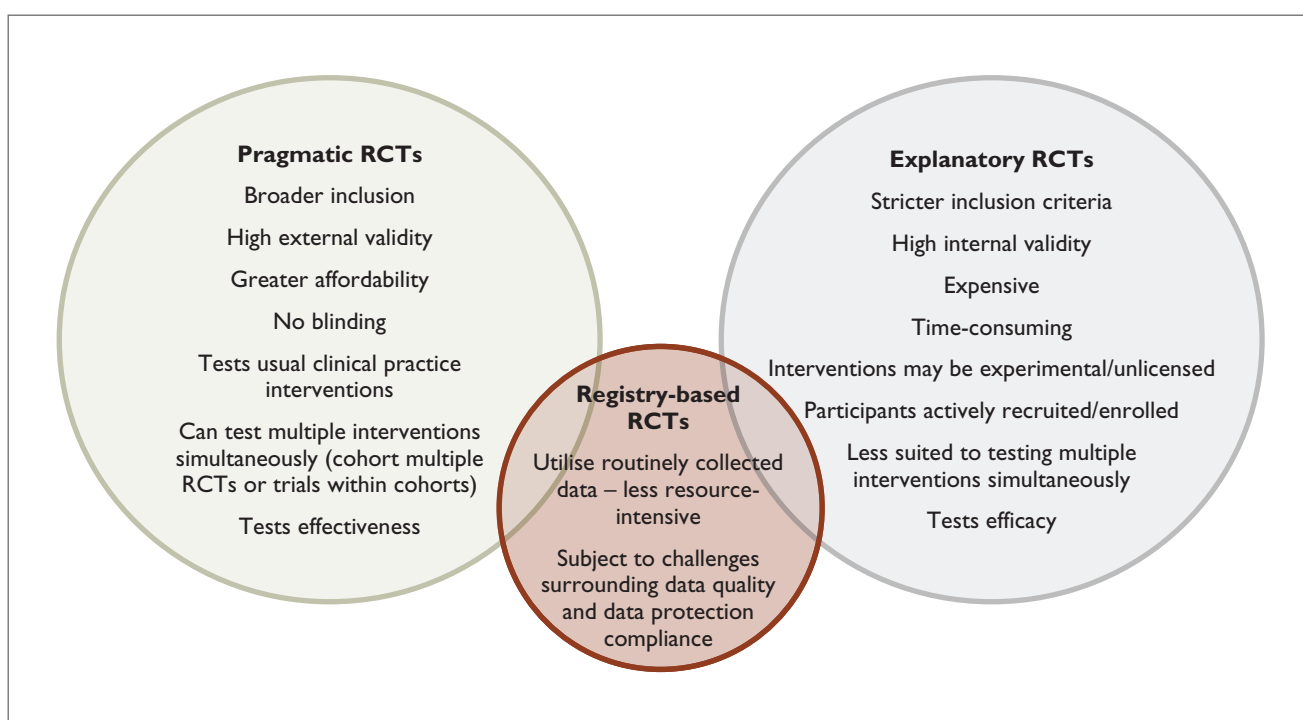 Pragmatic RCTs
Broader inclusion
High external validity
Greater affordability
No blinding
Tests usual clinical practice
interventions
Can test multiple interventions
simultaneously (cohort multiple
RCTs or trials within cohorts)
Tests effectiveness
Registry-based
RCTs
Utilise routinely collected
data – less resource-
intensive
Subject to challenges
surrounding data quality
and data protection
compliance
Explanatory RCTs
Stricter inclusion criteria
High internal validity
Expensive
Time-consuming
Interventions may be experimental/unlicensed
Participants actively recruited/enrolled
Less suited to testing multiple
interventions simultaneously
Tests efficacy